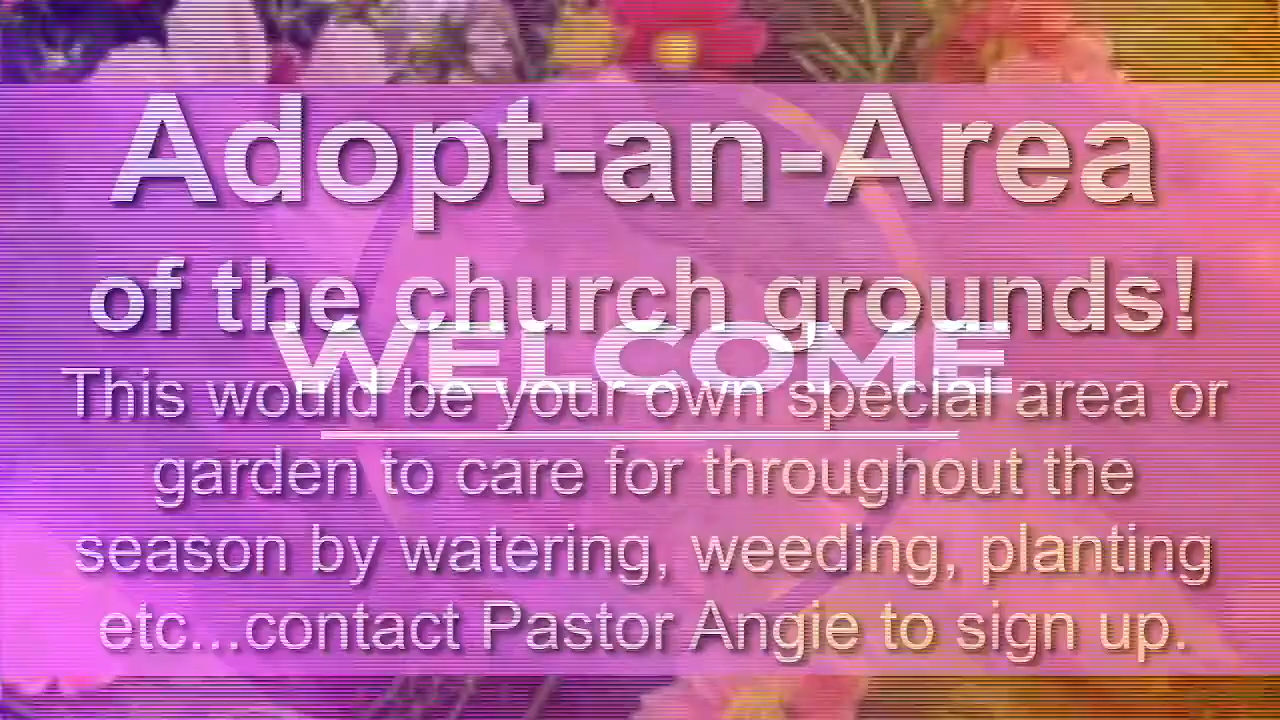 Adopt-an-Area
of the church grounds!
WELCOME
This would be your own special area or
garden to care for throughout the
season by watering, weeding, planting
etc...contact Pastor Angie to sign up.